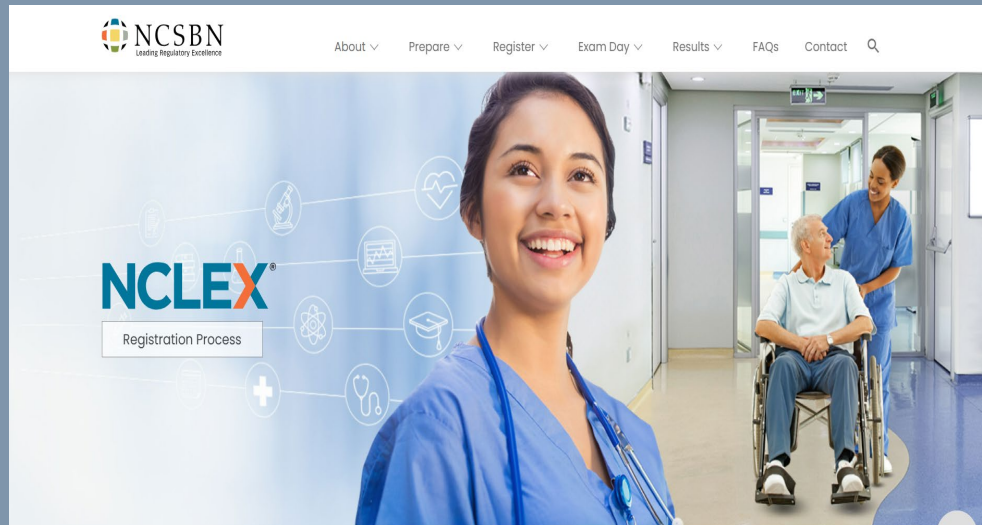 NCSBN
Leading Regulatory Excellence
About Prepare Register Exam Day Results FAQs Contact
NCLEX®
Registration Process